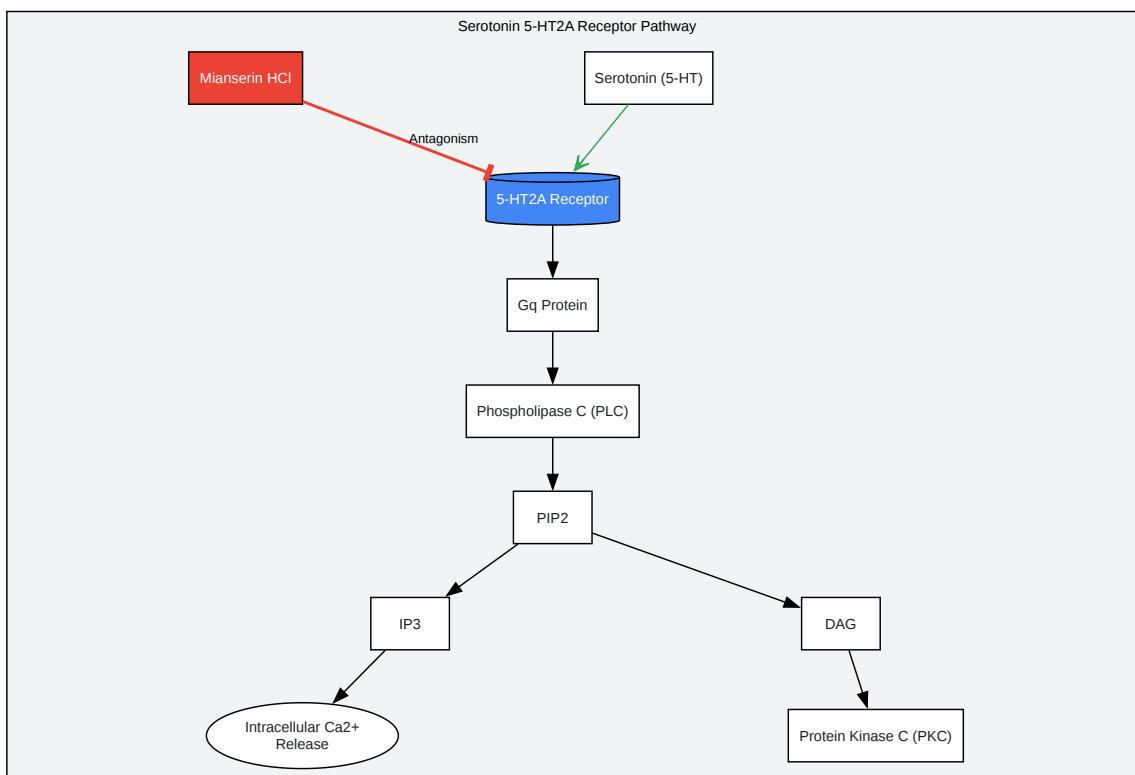 Serotonin 5-HT2A Receptor Pathway
Mianserin HCl
Serotonin (5-HT)
Antagonism
5-HT2A Receptor
Gq Protein
Phospholipase C (PLC)
PIP2
IP3
DAG
Intracellular Ca2+
Release
Protein Kinase C (PKC)